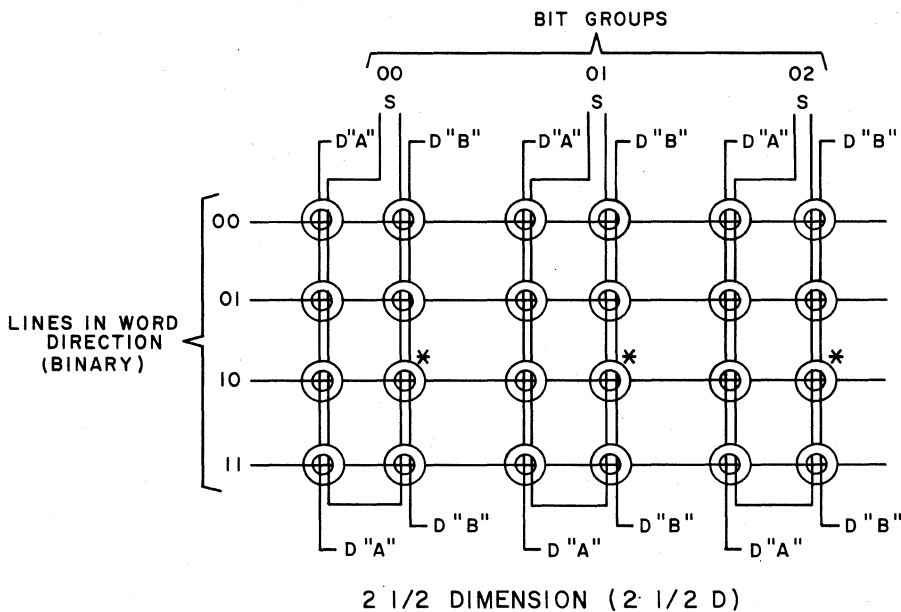 BIT GROUPS
00 01 02
S S S
D"A" D"B" D"A" D"B" D"A" D"B"
00
01
LINES IN WORD
DIRECTION
(BINARY)
* * *
10
11
D "B" D "B" D "B"
D "A" D "A" D "A"
2 1/2 DIMENSION (2 1/2 D)